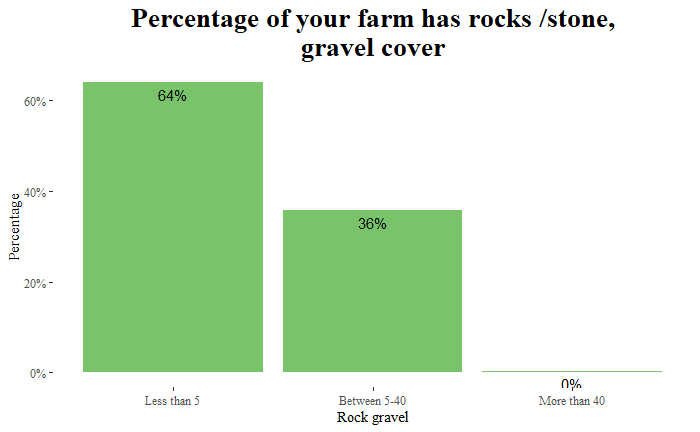 Percentage of your farm has rocks /stone,
gravel cover
Percentage
60%
40%
20%
0%
64%
36%
0%
Less than 5
Between 5-40
More than 40
Rock gravel